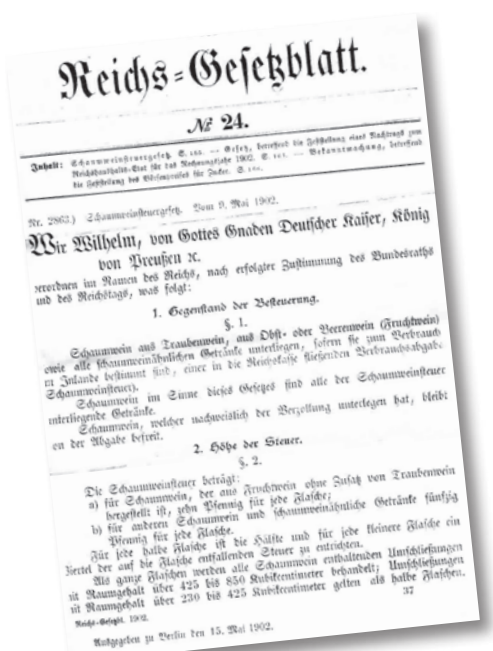 Reichs-Gesetzblatt.
№ 24.
Inhalt: Schaumweinsteuergesetz. S. — Gesetz, betreffend die Feststellung eines Nachtrags zum
Reichshaushalts-Etat für das Rechnungsjahr 1902. S. — Bekanntmachung, betreffend
die Feststellung des Börsenpreises für Zucker. S.
Nr. 2863.) Schaumweinsteuergesetz. Vom 9. Mai 1902.
Wir Wilhelm, von Gottes Gnaden Deutscher Kaiser, König
von Preußen ꝛc.
verordnen im Namen des Reichs, nach erfolgter Zustimmung des Bundesraths
und des Reichstags, was folgt:
1. Gegenstand der Besteuerung.
§. 1.
Schaumwein aus Traubenwein, aus Obst- oder Beerenwein (Fruchtwein)
owie alle schaumweinähnlichen Getränke unterliegen, sofern sie zum Verbrauch
m Inlande bestimmt sind, einer in die Reichskasse fließenden Verbrauchsabgabe
Schaumweinsteuer).
Schaumwein im Sinne dieses Gesetzes sind alle der Schaumweinsteuer
unterliegende Getränke.
Schaumwein, welcher nachweislich der Verzollung unterlegen hat, bleibt
on der Abgabe befreit.
2. Höhe der Steuer.
§. 2.
Die Schaumweinsteuer beträgt:
a) für Schaumwein, der aus Fruchtwein ohne Zusatz von Traubenwein
hergestellt ist, zehn Pfennig für jede Flasche;
b) für anderen Schaumwein und schaumweinähnliche Getränke fünfzig
Pfennig für jede Flasche.
Für jede halbe Flasche ist die Hälfte und für jede kleinere Flasche ein
Viertel der auf die Flasche entfallenden Steuer zu entrichten.
Als ganze Flaschen werden alle Schaumwein enthaltenden Umschließungen
mit Raumgehalt über 425 bis 850 Kubikcentimeter behandelt; Umschließungen
mit Raumgehalt über 230 bis 425 Kubikcentimeter gelten als halbe Flaschen.
Reichs-Gesetzbl. 1902. 37
Ausgegeben zu Berlin den 15. Mai 1902.